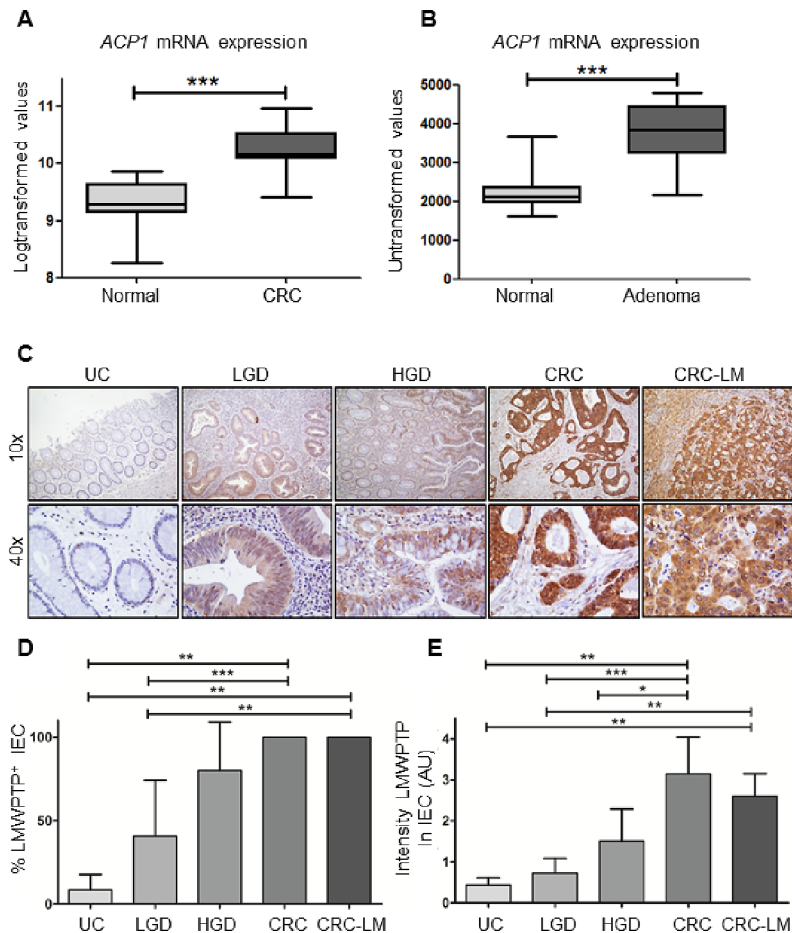 A
ACP1 mRNA expression
***
Logtransformed values
11
10
9
8
Normal CRC
B
ACP1 mRNA expression
***
Untransformed values
5000
4000
3000
2000
1000
0
Normal Adenoma
C
UC LGD HGD CRC CRC-LM
10x
40x
D
**
***
**
**
% LMWPTP+ IEC
100
50
0
UC LGD HGD CRC CRC-LM
E
**
***
*
**
**
Intensity LMWPTP
In IEC (AU)
4
3
2
1
0
UC LGD HGD CRC CRC-LM